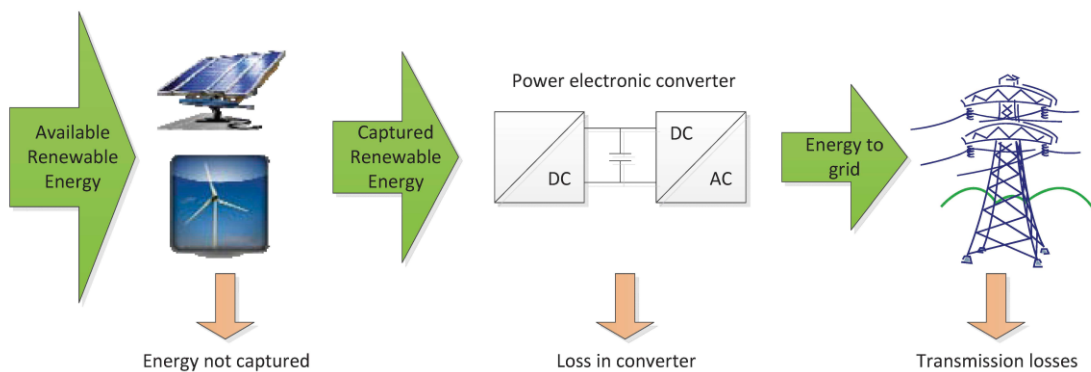 Available
Renewable
Energy
Captured
Renewable
Energy
Power electronic converter
DC
DC
AC
Energy to
grid
Energy not captured
Loss in converter
Transmission losses